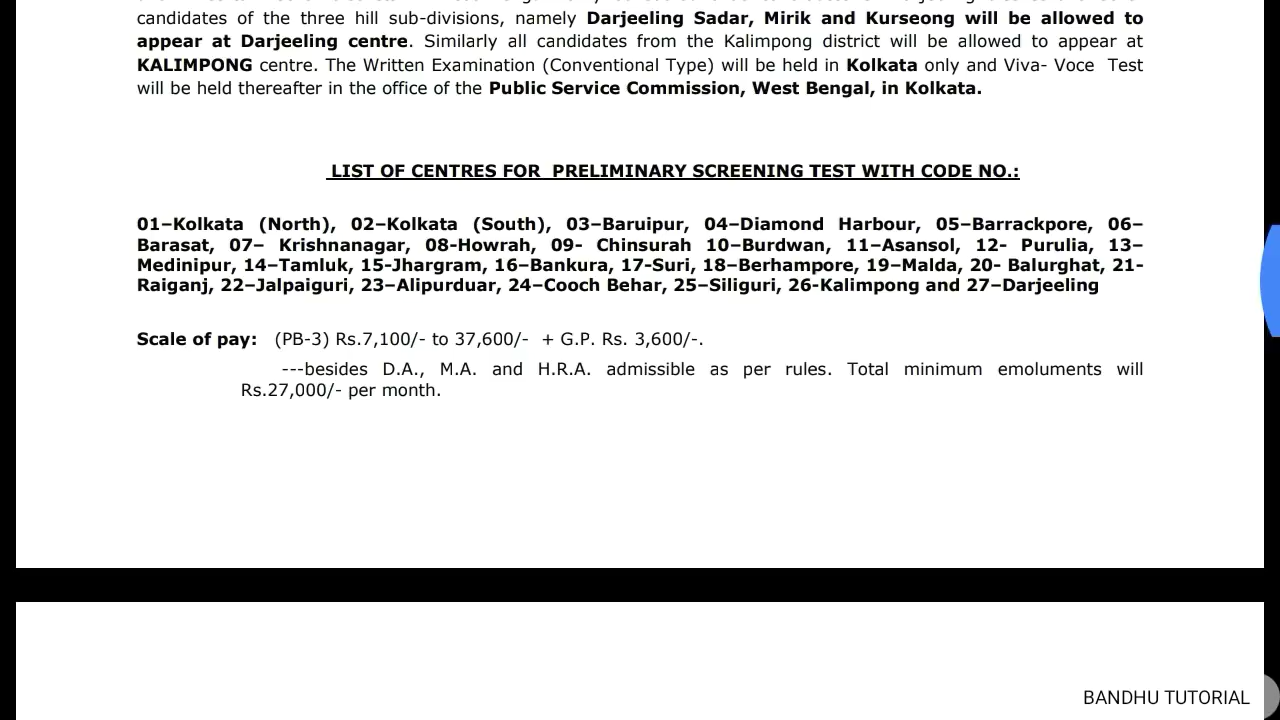 candidates of the three hill sub-divisions, namely Darjeeling Sadar, Mirik and Kurseong will be allowed to
appear at Darjeeling centre. Similarly all candidates from the Kalimpong district will be allowed to appear at
KALIMPONG centre. The Written Examination (Conventional Type) will be held in Kolkata only and Viva- Voce Test
will be held thereafter in the office of the Public Service Commission, West Bengal, in Kolkata.
LIST OF CENTRES FOR PRELIMINARY SCREENING TEST WITH CODE NO.:
01–Kolkata (North), 02–Kolkata (South), 03–Baruipur, 04–Diamond Harbour, 05–Barrackpore, 06–
Barasat, 07– Krishnanagar, 08-Howrah, 09- Chinsurah 10–Burdwan, 11–Asansol, 12- Purulia, 13–
Medinipur, 14–Tamluk, 15-Jhargram, 16–Bankura, 17-Suri, 18–Berhampore, 19–Malda, 20- Balurghat, 21-
Raiganj, 22–Jalpaiguri, 23–Alipurduar, 24–Cooch Behar, 25–Siliguri, 26-Kalimpong and 27–Darjeeling
Scale of pay: (PB-3) Rs.7,100/- to 37,600/- + G.P. Rs. 3,600/-.
---besides D.A., M.A. and H.R.A. admissible as per rules. Total minimum emoluments will
Rs.27,000/- per month.
BANDHU TUTORIAL